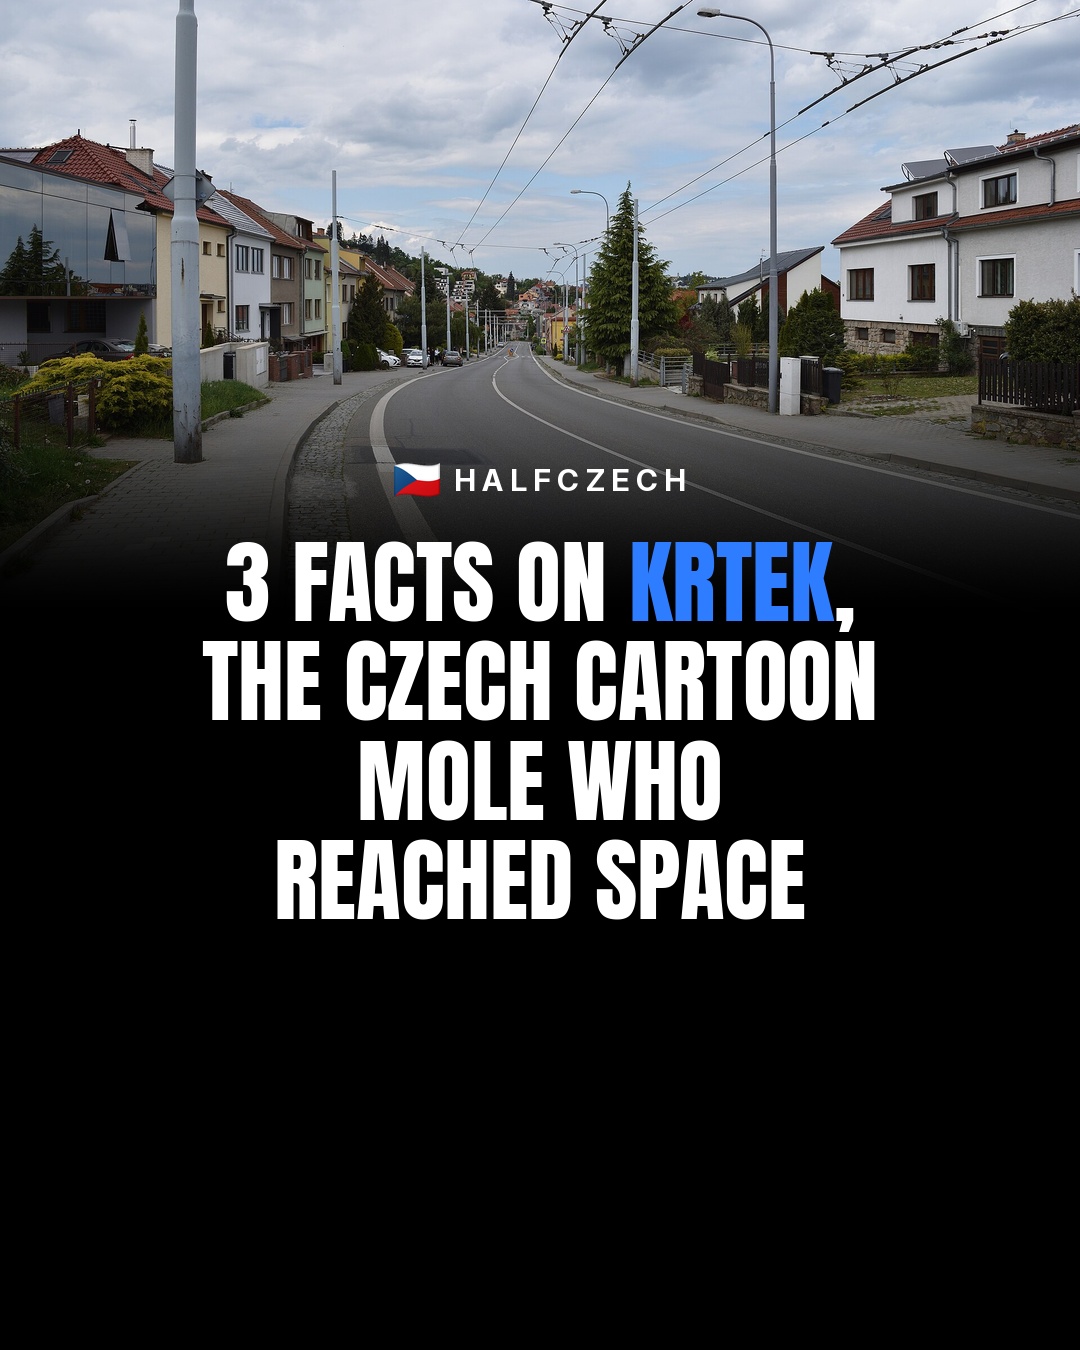 🇨🇿 HALFCZECH
3 FACTS ON KRTEK,
THE CZECH CARTOON
MOLE WHO
REACHED SPACE